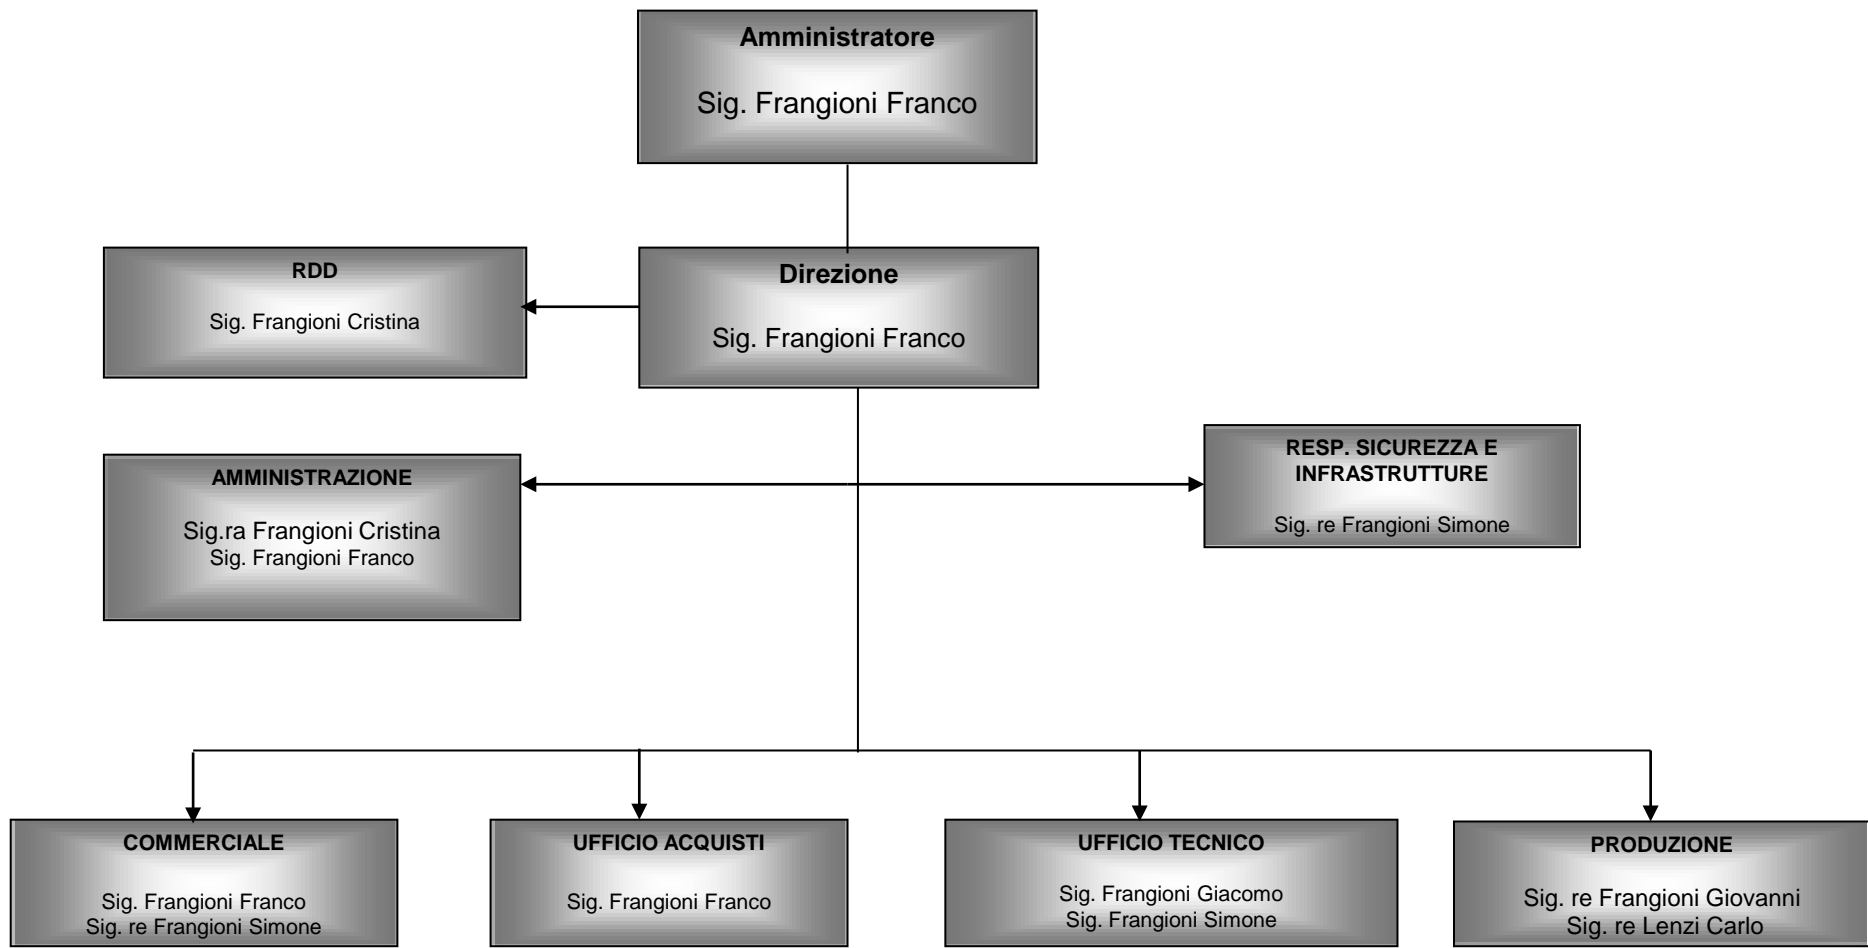 Amministratore
Sig. Frangioni Franco
RDD
Sig. Frangioni Cristina
Direzione
Sig. Frangioni Franco
AMMINISTRAZIONE
Sig.ra Frangioni Cristina
Sig. Frangioni Franco
RESP. SICUREZZA E
INFRASTRUTTURE
Sig. re Frangioni Simone
COMMERCIALE
Sig. Frangioni Franco
Sig. re Frangioni Simone
UFFICIO ACQUISTI
Sig. Frangioni Franco
UFFICIO TECNICO
Sig. Frangioni Giacomo
Sig. Frangioni Simone
PRODUZIONE
Sig. re Frangioni Giovanni
Sig. re Lenzi Carlo